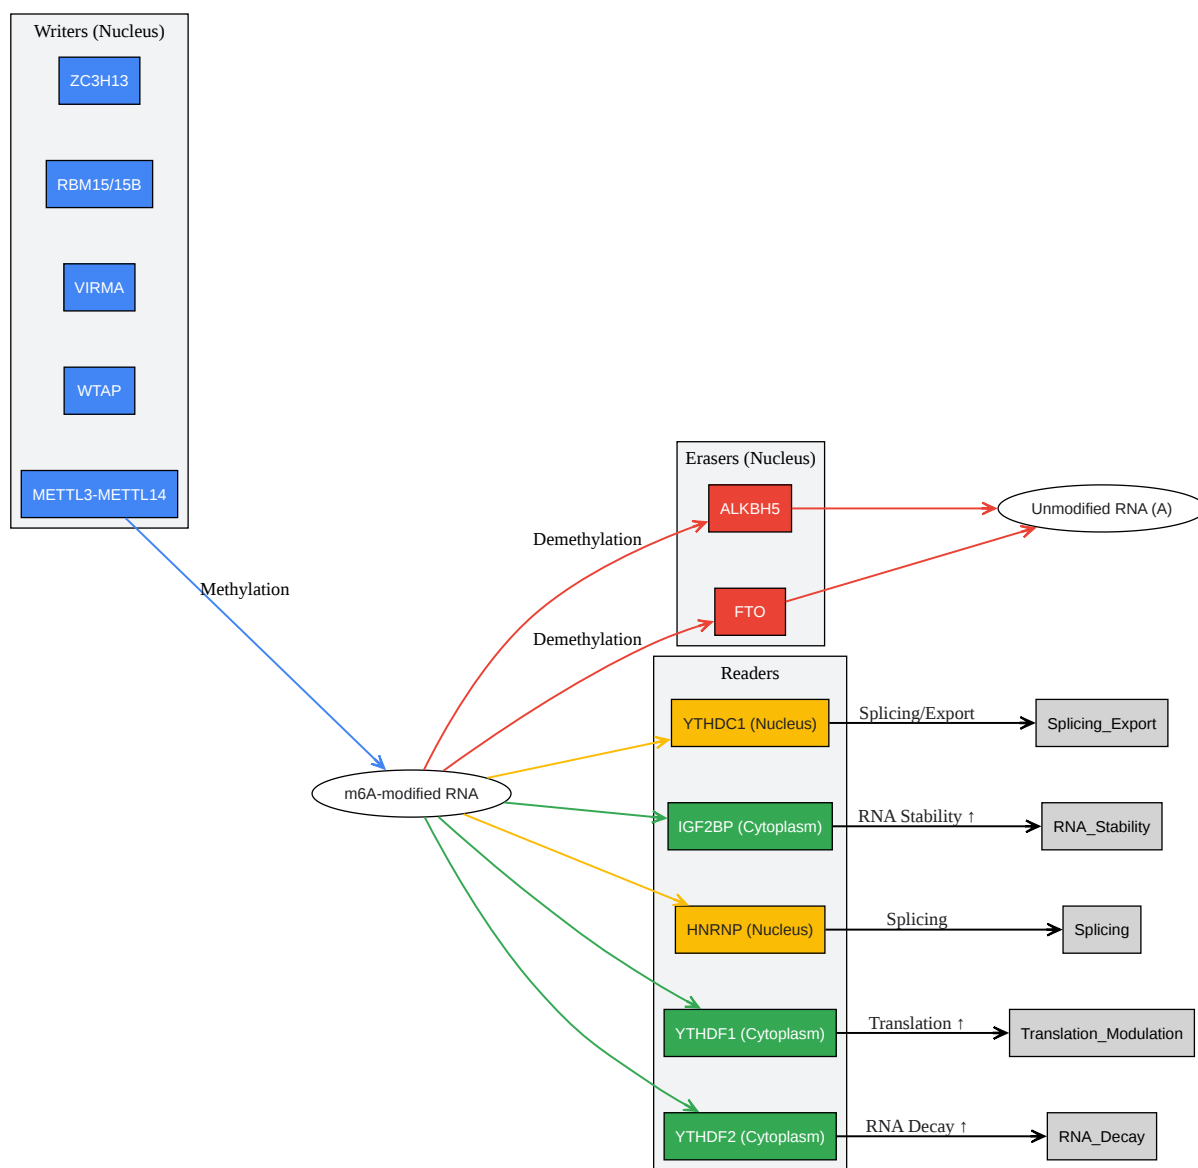 Writers (Nucleus)
ZC3H13
RBM15/15B
VIRMA
WTAP
METTL3-METTL14
Methylation
m6A-modified RNA
Erasers (Nucleus)
ALKBH5
Demethylation
FTO
Demethylation
Unmodified RNA (A)
Readers
YTHDC1 (Nucleus)
Splicing/Export
Splicing_Export
IGF2BP (Cytoplasm)
RNA Stability ↑
RNA_Stability
HNRNP (Nucleus)
Splicing
Splicing
YTHDF1 (Cytoplasm)
Translation ↑
Translation_Modulation
YTHDF2 (Cytoplasm)
RNA Decay ↑
RNA_Decay